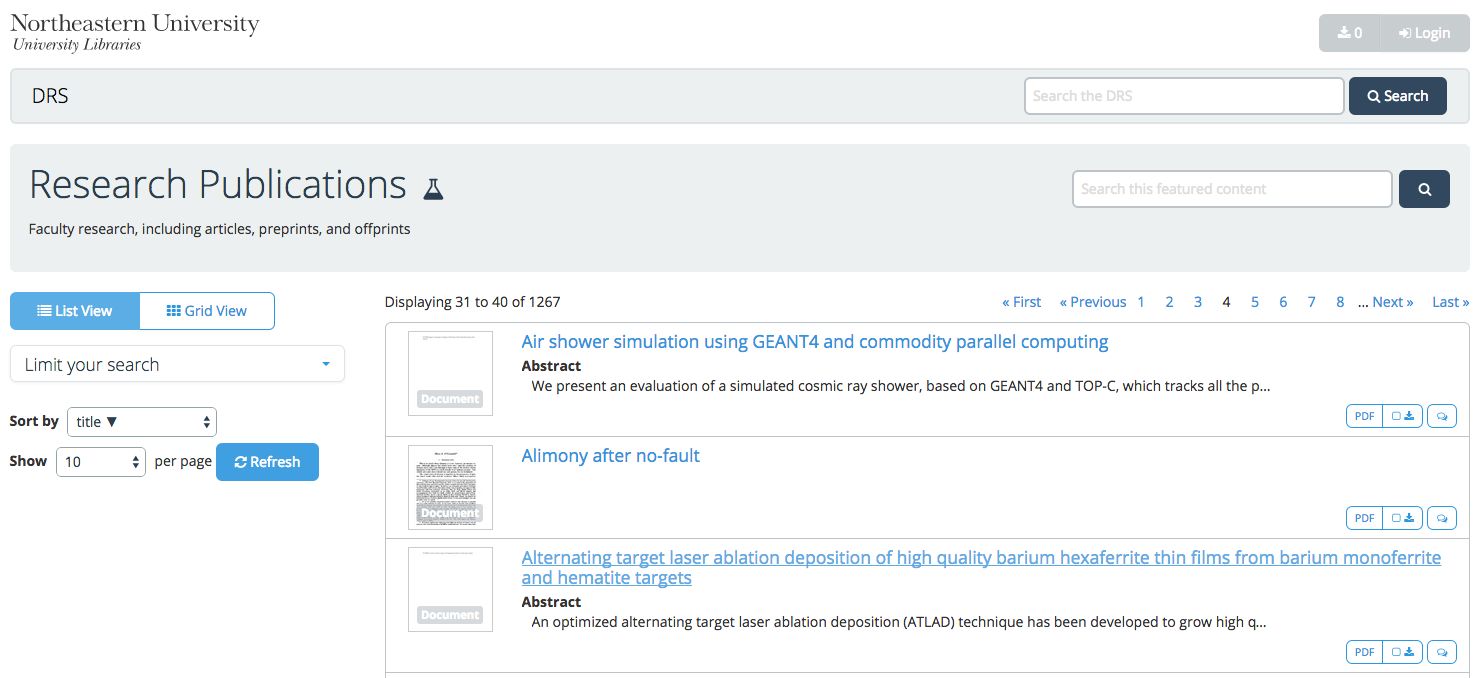 Northeastern University
University Libraries
0 Login
DRS
Search the DRS
Search
Research Publications
Search this featured content
Faculty research, including articles, preprints, and offprints
List View
Grid View
Limit your search
Sort by title ▼
Show 10 per page Refresh
Displaying 31 to 40 of 1267
« First « Previous 1 2 3 4 5 6 7 8 ... Next » Last »
Document
Air shower simulation using GEANT4 and commodity parallel computing
Abstract
We present an evaluation of a simulated cosmic ray shower, based on GEANT4 and TOP-C, which tracks all the p...
PDF
Document
Alimony after no-fault
PDF
Document
Alternating target laser ablation deposition of high quality barium hexaferrite thin films from barium monoferrite
and hematite targets
Abstract
An optimized alternating target laser ablation deposition (ATLAD) technique has been developed to grow high q...
PDF